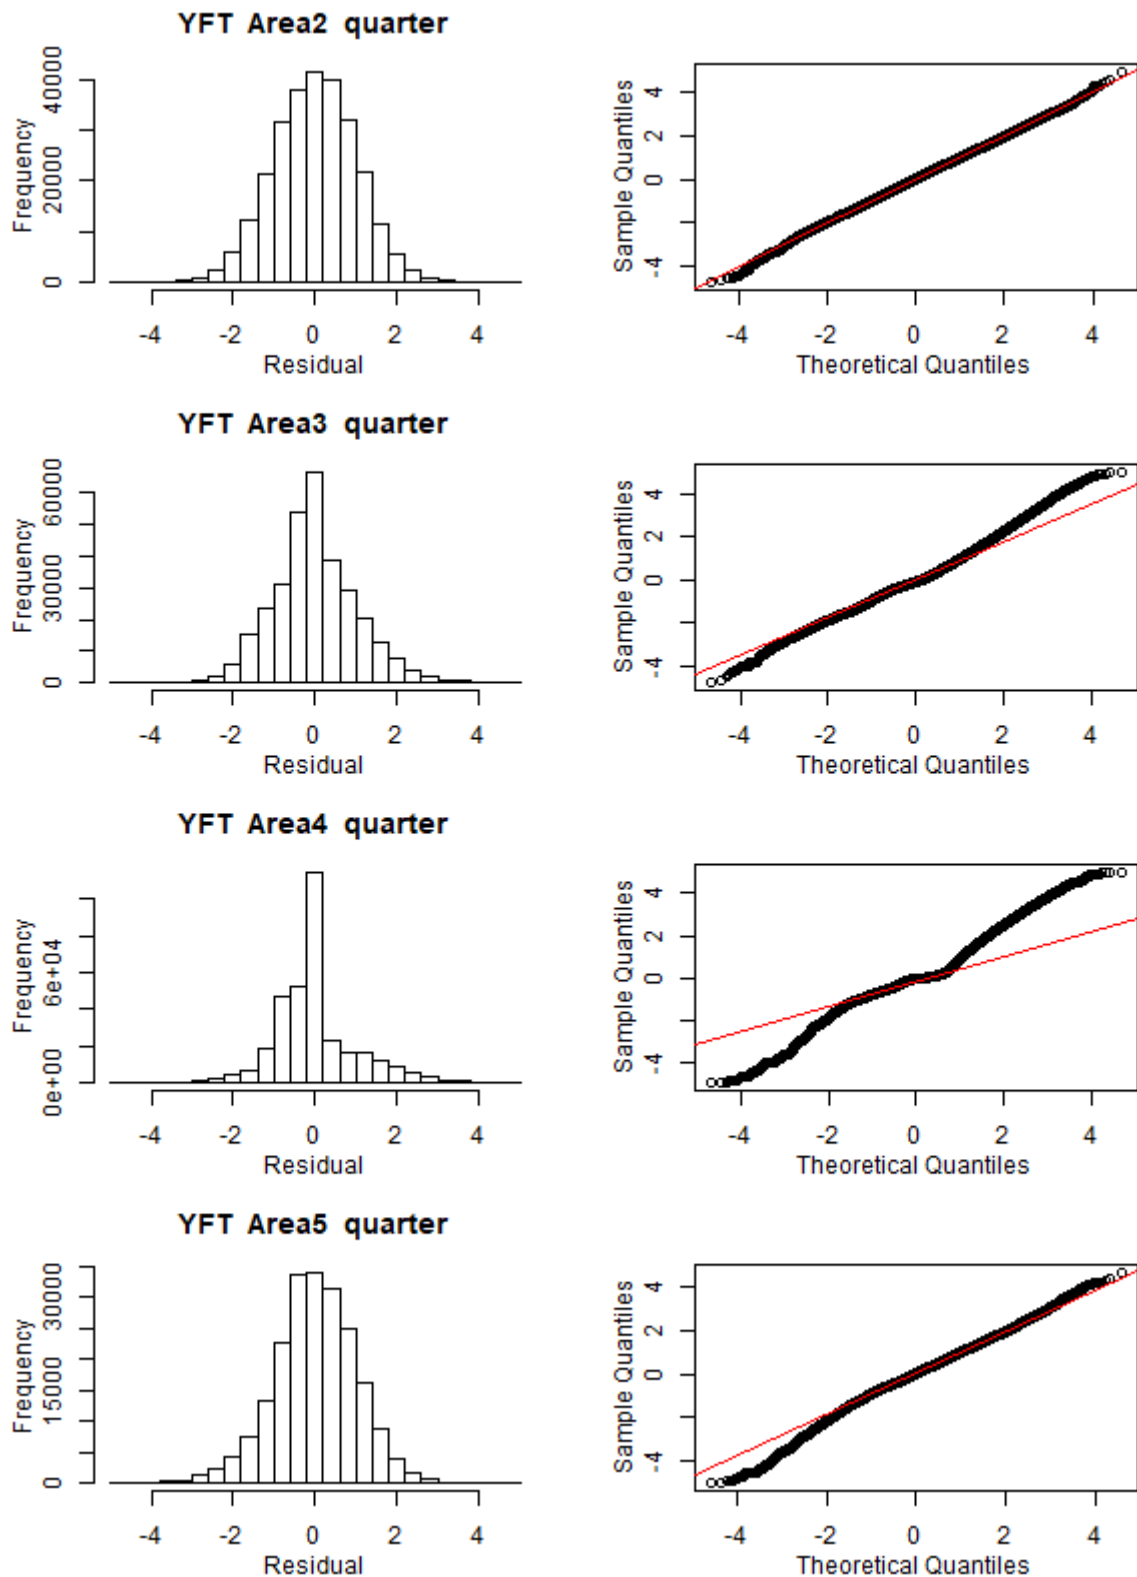 YFT Area2 quarter
Frequency
0 20000 40000
-4 -2 0 2 4
Residual
Sample Quantiles
-4 0 2 4
-4 -2 0 2 4
Theoretical Quantiles
YFT Area3 quarter
Frequency
0 30000 60000
-4 -2 0 2 4
Residual
Sample Quantiles
-4 0 2 4
-4 -2 0 2 4
Theoretical Quantiles
YFT Area4 quarter
Frequency
0e+00 6e+04
-4 -2 0 2 4
Residual
Sample Quantiles
-4 0 2 4
-4 -2 0 2 4
Theoretical Quantiles
YFT Area5 quarter
Frequency
0 15000 30000
-4 -2 0 2 4
Residual
Sample Quantiles
-4 0 2 4
-4 -2 0 2 4
Theoretical Quantiles